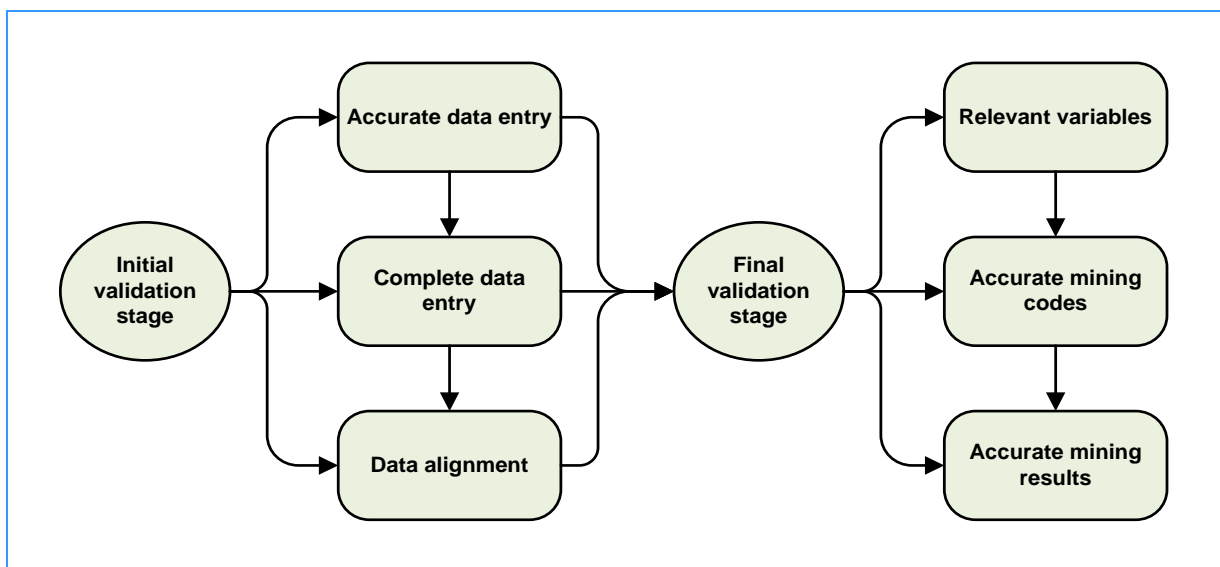 Initial
validation
stage
Accurate data entry
Complete data
entry
Data alignment
Final
validation
stage
Relevant variables
Accurate mining
codes
Accurate mining
results